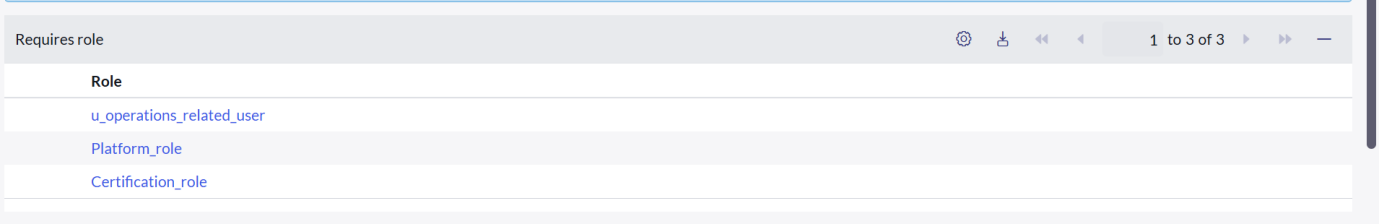 Requires role
1 to 3 of 3
Role
u_operations_related_user
Platform_role
Certification_role